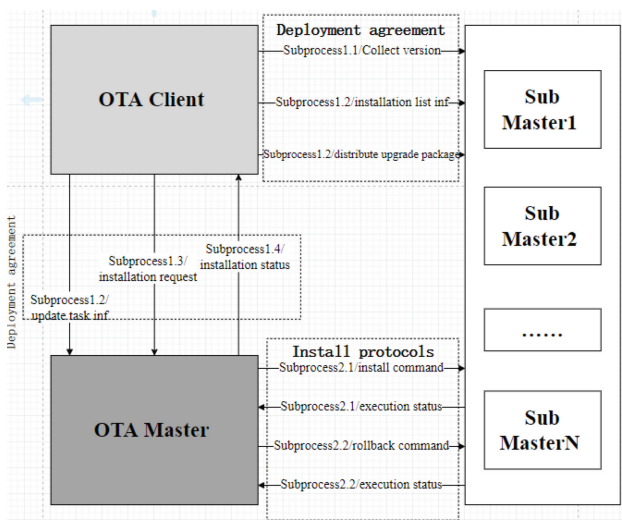 Deployment agreement
Subprocess1.1/Collect version
OTA Client
Subprocess1.2/installation list inf
Subprocess1.2/distribute upgrade package
Sub
Master1
Sub
Master2
......
Sub
MasterN
Deployment agreement
Subprocess1.4/
installation status
Subprocess1.3/
installation request
Subprocess1.2/
update task inf
Install protocols
Subprocess2.1/install command
Subprocess2.1/execution status
OTA Master
Subprocess2.2/rollback command
Subprocess2.2/execution status